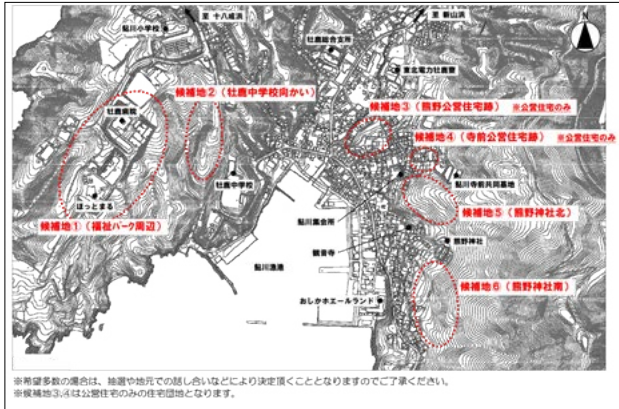 至 十八成浜
至 新山浜
鮎川小学校
牡鹿総合支所
東北電力牡鹿寮
候補地2（牡鹿中学校向かい）
候補地3（熊野公営住宅跡） ※公営住宅のみ
牡鹿病院
候補地4（寺前公営住宅跡） ※公営住宅のみ
牡鹿中学校
鮎川寺前共同墓地
ほっとまる
鮎川集会所
候補地5（熊野神社北）
候補地①（福祉パーク周辺）
観音寺
熊野神社
鮎川漁港
候補地6（熊野神社南）
おしかホエールランド
※希望多数の場合は、抽選や地元での話し合いなどにより決定頂くこととなりますのでご了承ください。
※候補地③,④は公営住宅のみの住宅団地となります。